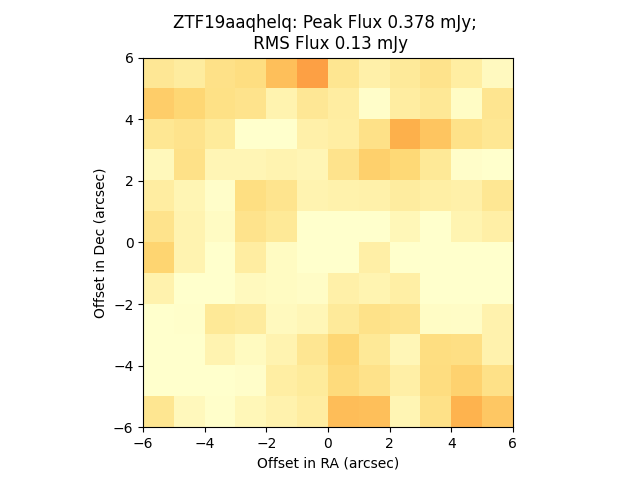 ZTF19aaqhelq: Peak Flux 0.378 mJy;
RMS Flux 0.13 mJy
6
4
2
0
−2
−4
−6
Offset in Dec (arcsec)
−6 −4 −2 0 2 4 6
Offset in RA (arcsec)